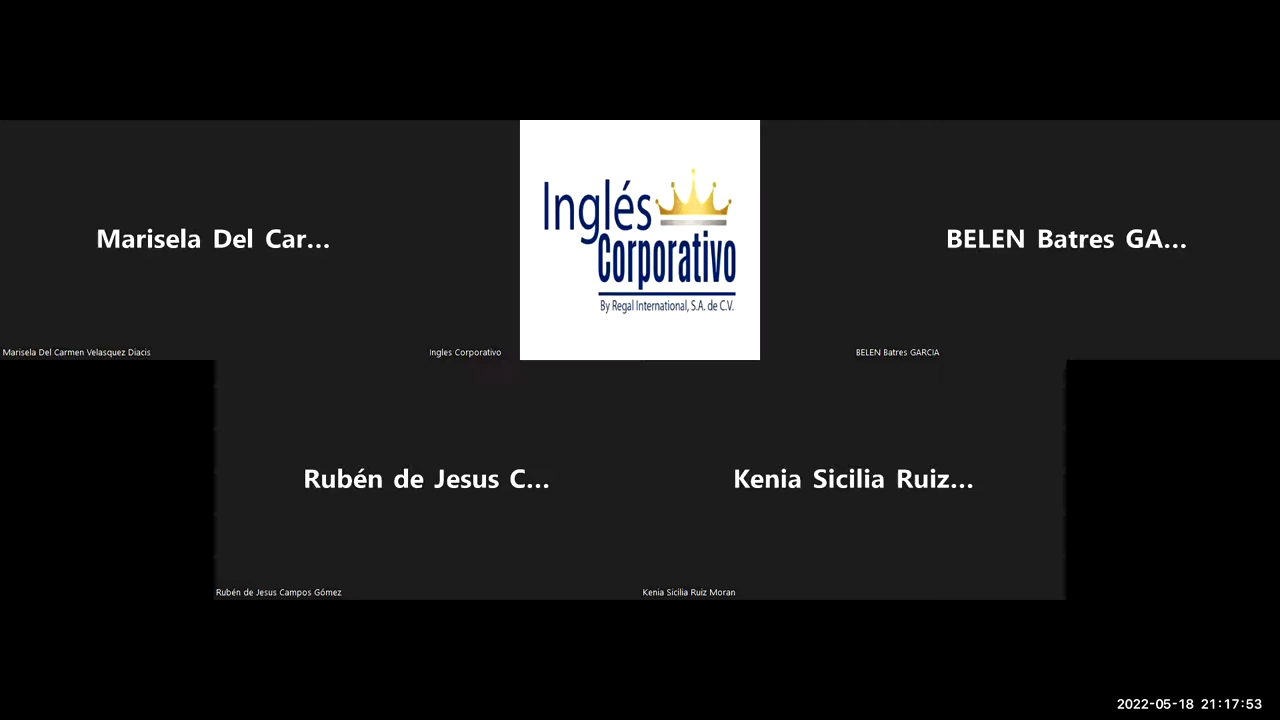 Marisela Del Car...
Marisela Del Carmen Velasquez Diacis
Inglés
Corporativo
By Regal International, S.A. de C.V.
Ingles Corporativo
BELEN Batres GA...
BELEN Batres GARCIA
Rubén de Jesus C...
Rubén de Jesus Campos Gómez
Kenia Sicilia Ruiz...
Kenia Sicilia Ruiz Moran
2022-05-18 21:17:53